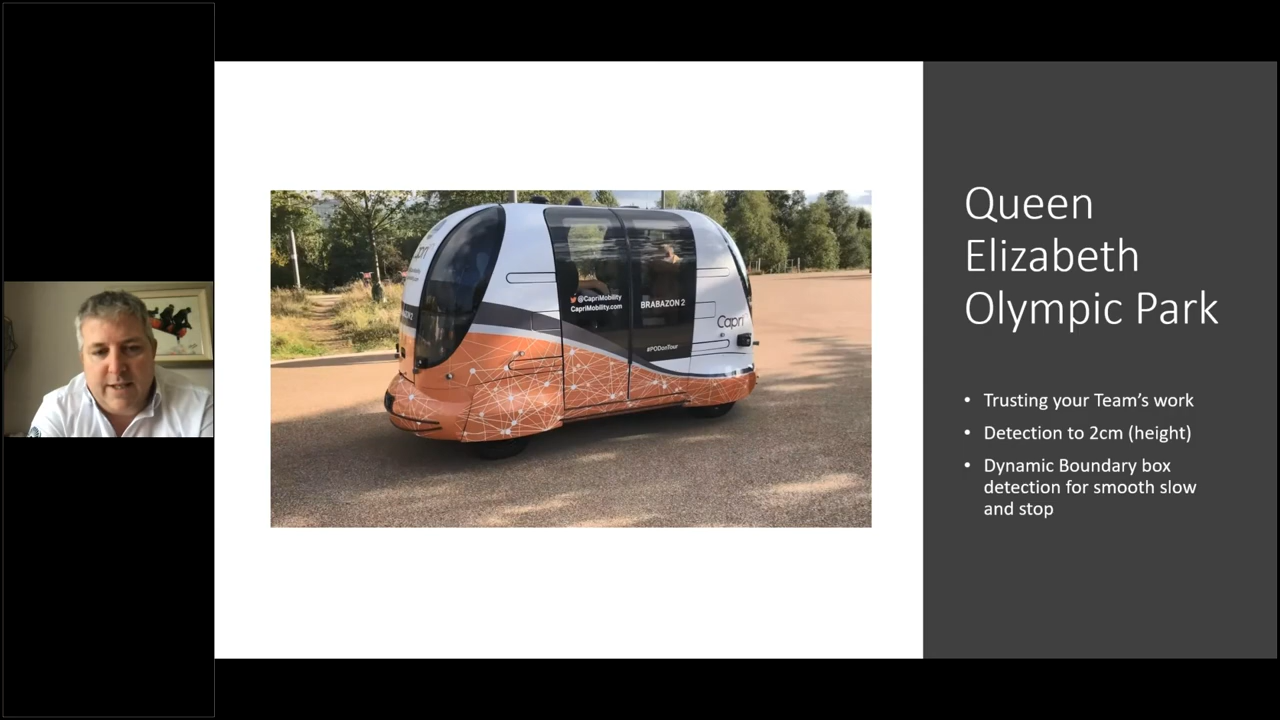 @CapriMobility
CapriMobility.com
BRABAZON 2
#PODonTour
Capri
Queen
Elizabeth
Olympic Park
• Trusting your Team's work
• Detection to 2cm (height)
• Dynamic Boundary box
detection for smooth slow
and stop